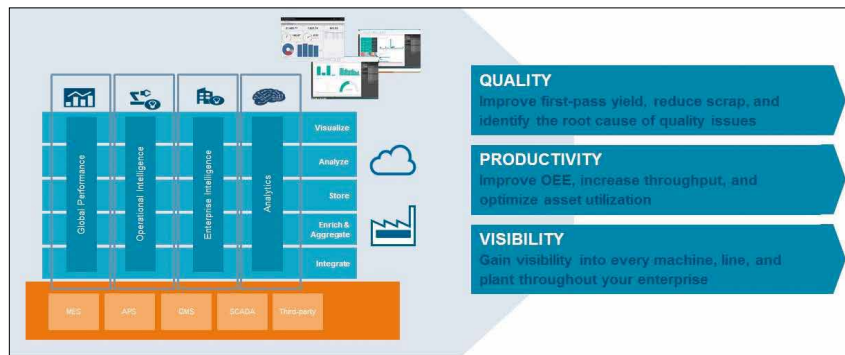 Global Performance
Operational Intelligence
Enterprise Intelligence
Analytics
Visualize
Analyze
Store
Enrich &
Aggregate
Integrate
MES
APS
QMS
SCADA
Third-party
QUALITY
Improve first-pass yield, reduce scrap, and
identify the root cause of quality issues
PRODUCTIVITY
Improve OEE, increase throughput, and
optimize asset utilization
VISIBILITY
Gain visibility into every machine, line, and
plant throughout your enterprise